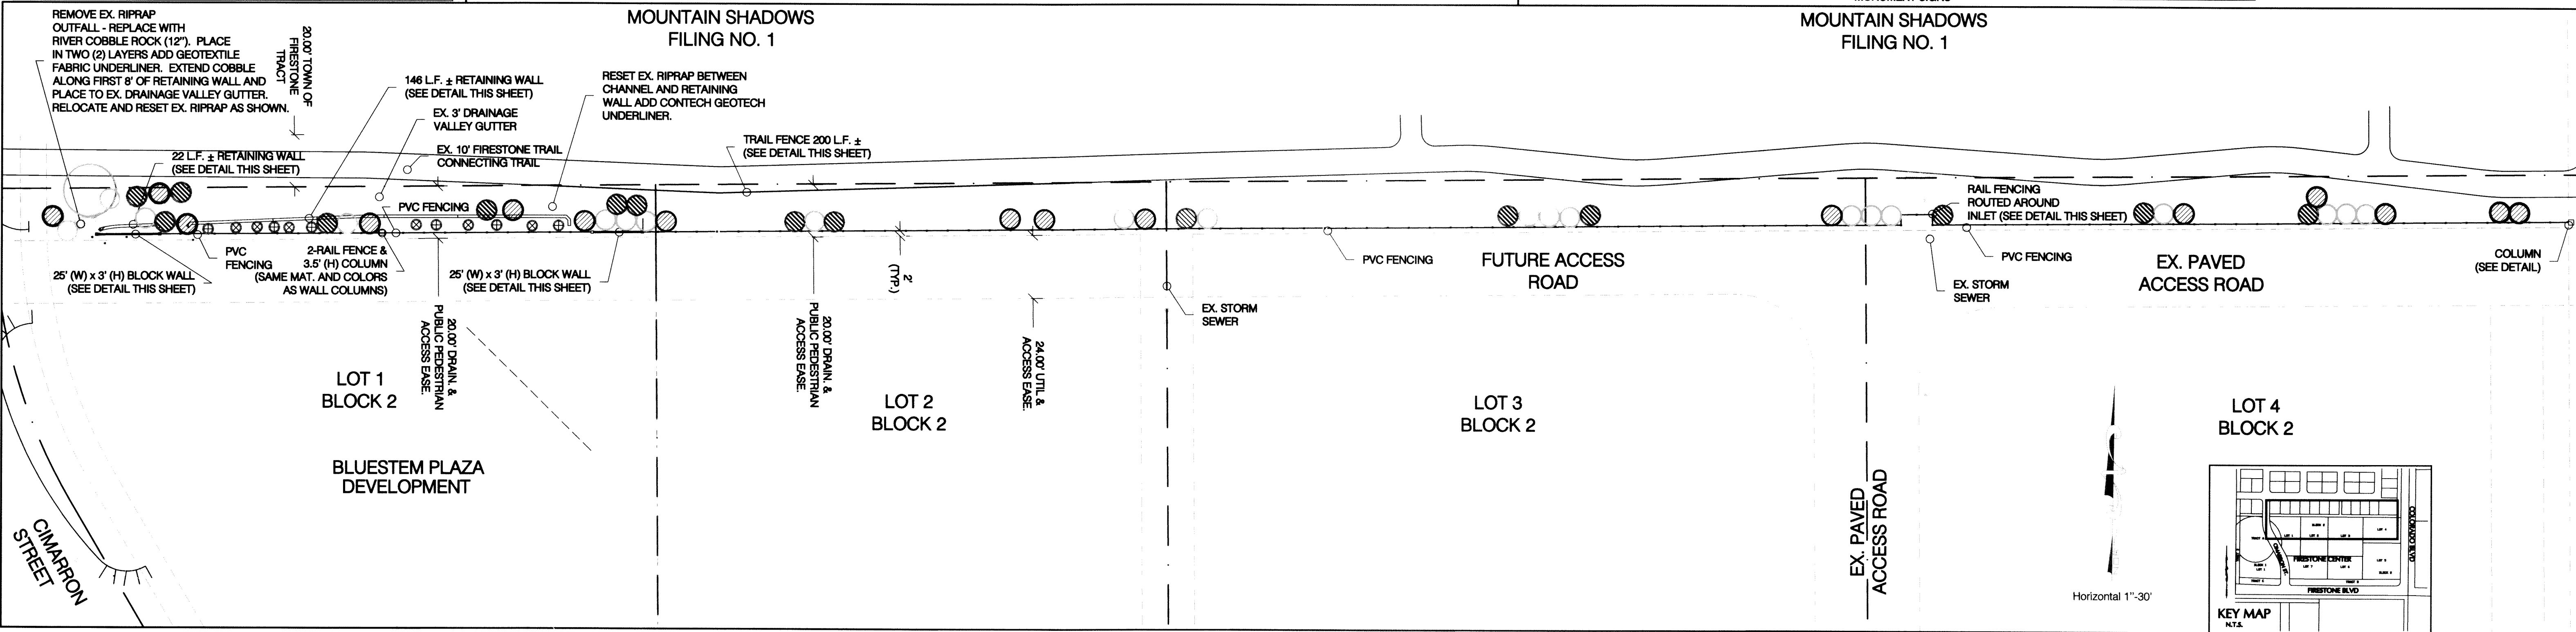 MOUNTAIN SHADOWS
FILING NO. 1
MOUNTAIN SHADOWS
FILING NO. 1
REMOVE EX. RIPRAP
OUTFALL - REPLACE WITH
RIVER COBBLE ROCK (12"). PLACE
IN TWO (2) LAYERS ADD GEOTEXTILE
FABRIC UNDERLINER. EXTEND COBBLE
ALONG FIRST 8' OF RETAINING WALL AND
PLACE TO EX. DRAINAGE VALLEY GUTTER.
RELOCATE AND RESET EX. RIPRAP AS SHOWN.
20.00' TOWN OF
FIRESTONE
TRACT
146 L.F. ± RETAINING WALL
(SEE DETAIL THIS SHEET)
EX. 3' DRAINAGE
VALLEY GUTTER
EX. 10' FIRESTONE TRAIL
CONNECTING TRAIL
RESET EX. RIPRAP BETWEEN
CHANNEL AND RETAINING
WALL ADD CONTECH GEOTECH
UNDERLINER.
TRAIL FENCE 200 L.F. ±
(SEE DETAIL THIS SHEET)
22 L.F. ± RETAINING WALL
(SEE DETAIL THIS SHEET)
PVC FENCING
RAIL FENCING
ROUTED AROUND
INLET (SEE DETAIL THIS SHEET)
PVC
FENCING
2-RAIL FENCE &
3.5' (H) COLUMN
(SAME MAT. AND COLORS
AS WALL COLUMNS)
25' (W) x 3' (H) BLOCK WALL
(SEE DETAIL THIS SHEET)
25' (W) x 3' (H) BLOCK WALL
(SEE DETAIL THIS SHEET)
2'
(TYP.)
PVC FENCING
FUTURE ACCESS
ROAD
PVC FENCING
EX. PAVED
ACCESS ROAD
COLUMN
(SEE DETAIL)
EX. STORM
SEWER
EX. STORM
SEWER
20.00' DRAIN. &
PUBLIC PEDESTRIAN
ACCESS EASE.
20.00' DRAIN. &
PUBLIC PEDESTRIAN
ACCESS EASE.
24.00' UTIL &
ACCESS EASE.
LOT 1
BLOCK 2
LOT 2
BLOCK 2
LOT 3
BLOCK 2
LOT 4
BLOCK 2
BLUESTEM PLAZA
DEVELOPMENT
CIMARRON
STREET
EX. PAVED
ACCESS ROAD
Horizontal 1"-30'
COLORADO BLVD
FIRESTONE CENTER
FIRESTONE BLVD
KEY MAP
N.T.S.